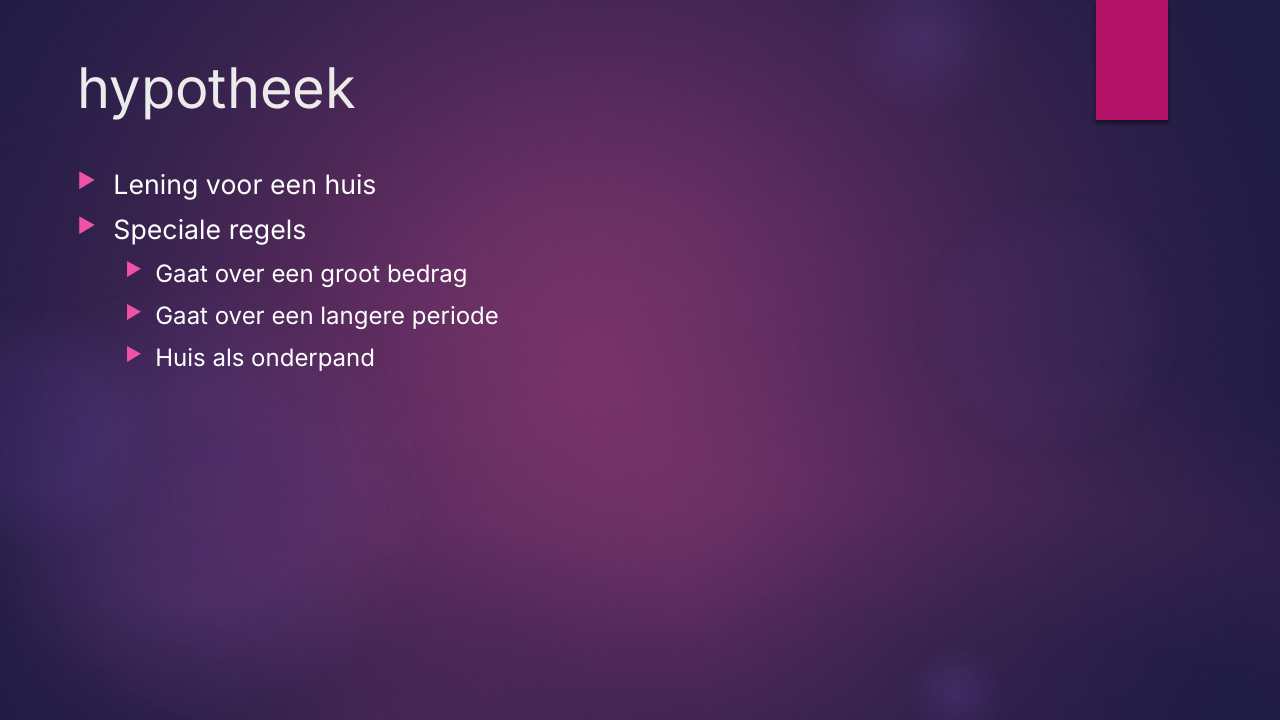 hypotheek
Lening voor een huis
Speciale regels
Gaat over een groot bedrag
Gaat over een langere periode
Huis als onderpand